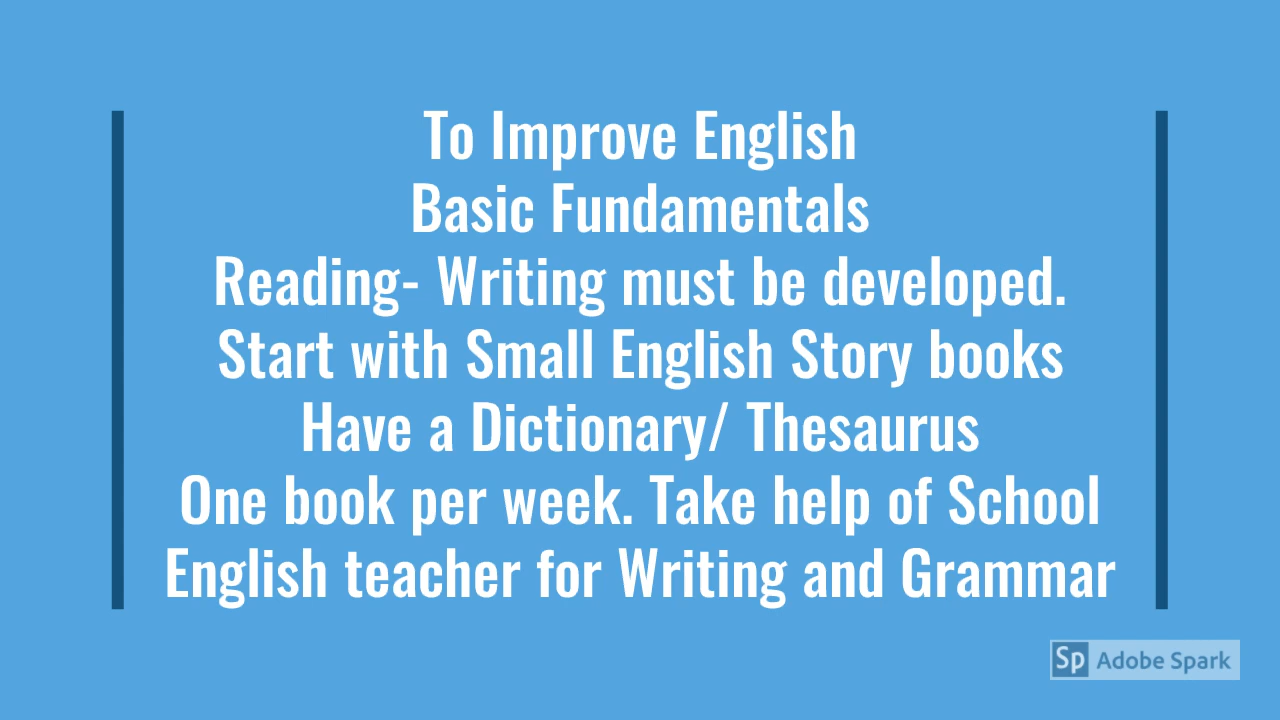 To Improve English
Basic Fundamentals
Reading- Writing must be developed.
Start with Small English Story books
Have a Dictionary/ Thesaurus
One book per week. Take help of School
English teacher for Writing and Grammar
Sp Adobe Spark